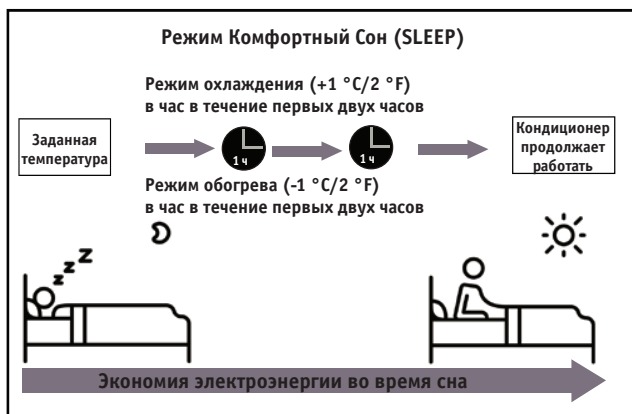 Режим Комфортный Сон (SLEEP)
Режим охлаждения (+1 °C/2 °F)
в час в течение первых двух часов
Заданная
температура
1 ч
1 ч
Кондиционер
продолжает
работать
Режим обогрева (-1 °C/2 °F)
в час в течение первых двух часов
z z z
Экономия электроэнергии во время сна